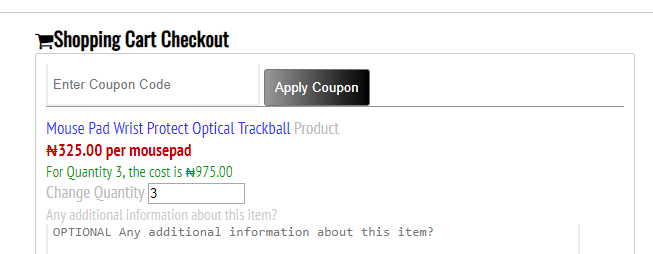 Shopping Cart Checkout
Enter Coupon Code Apply Coupon
Mouse Pad Wrist Protect Optical Trackball Product
₦325.00 per mousepad
For Quantity 3, the cost is ₦975.00
Change Quantity 3
Any additional information about this item?
OPTIONAL Any additional information about this item?